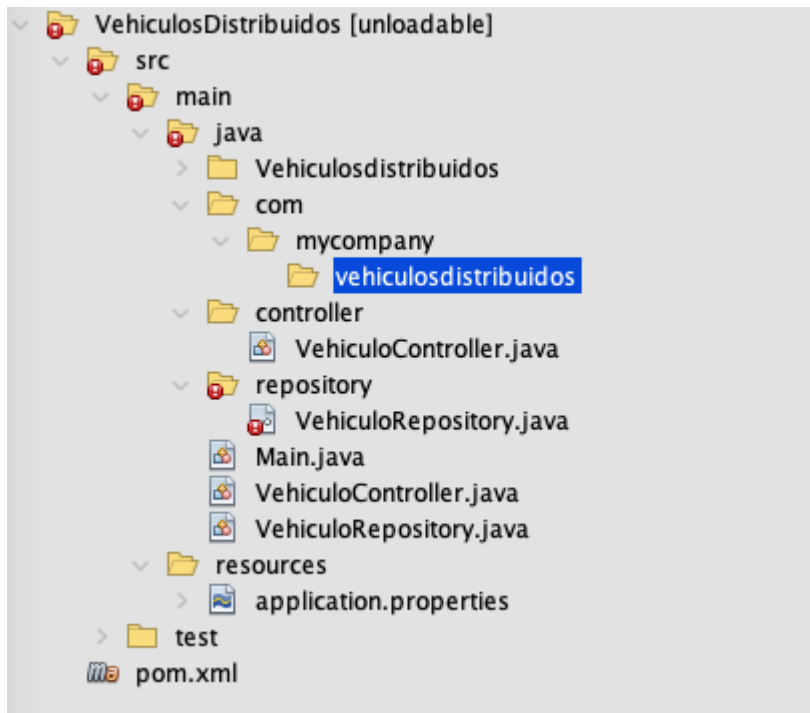 VehiculosDistribuidos [unloadable]
src
main
java
Vehiculosdistribuidos
com
mycompany
vehiculosdistribuidos
controller
VehiculoController.java
repository
VehiculoRepository.java
Main.java
VehiculoController.java
VehiculoRepository.java
resources
application.properties
test
pom.xml